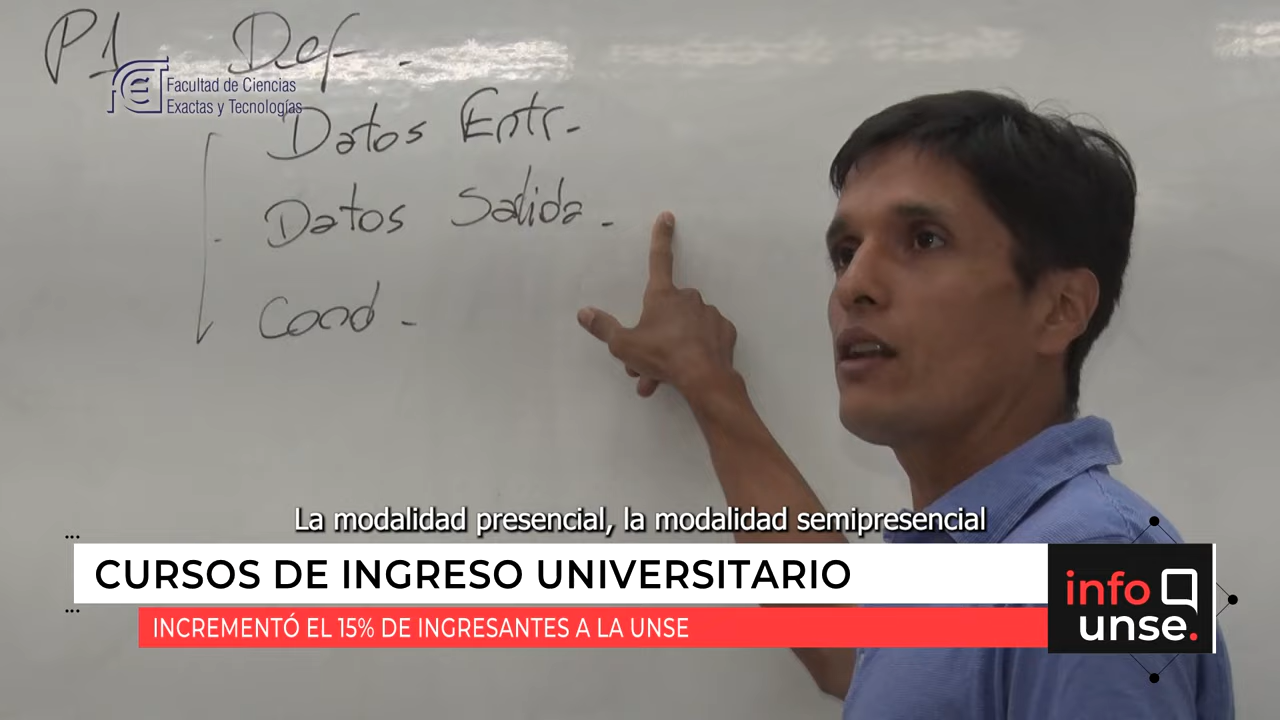 P1 Def.
Facultad de Ciencias
Exactas y Tecnologías
Datos Entr.
Datos Salida.
Cond.
La modalidad presencial, la modalidad semipresencial
CURSOS DE INGRESO UNIVERSITARIO
INCREMENTÓ EL 15% DE INGRESANTES A LA UNSE
info
unse.